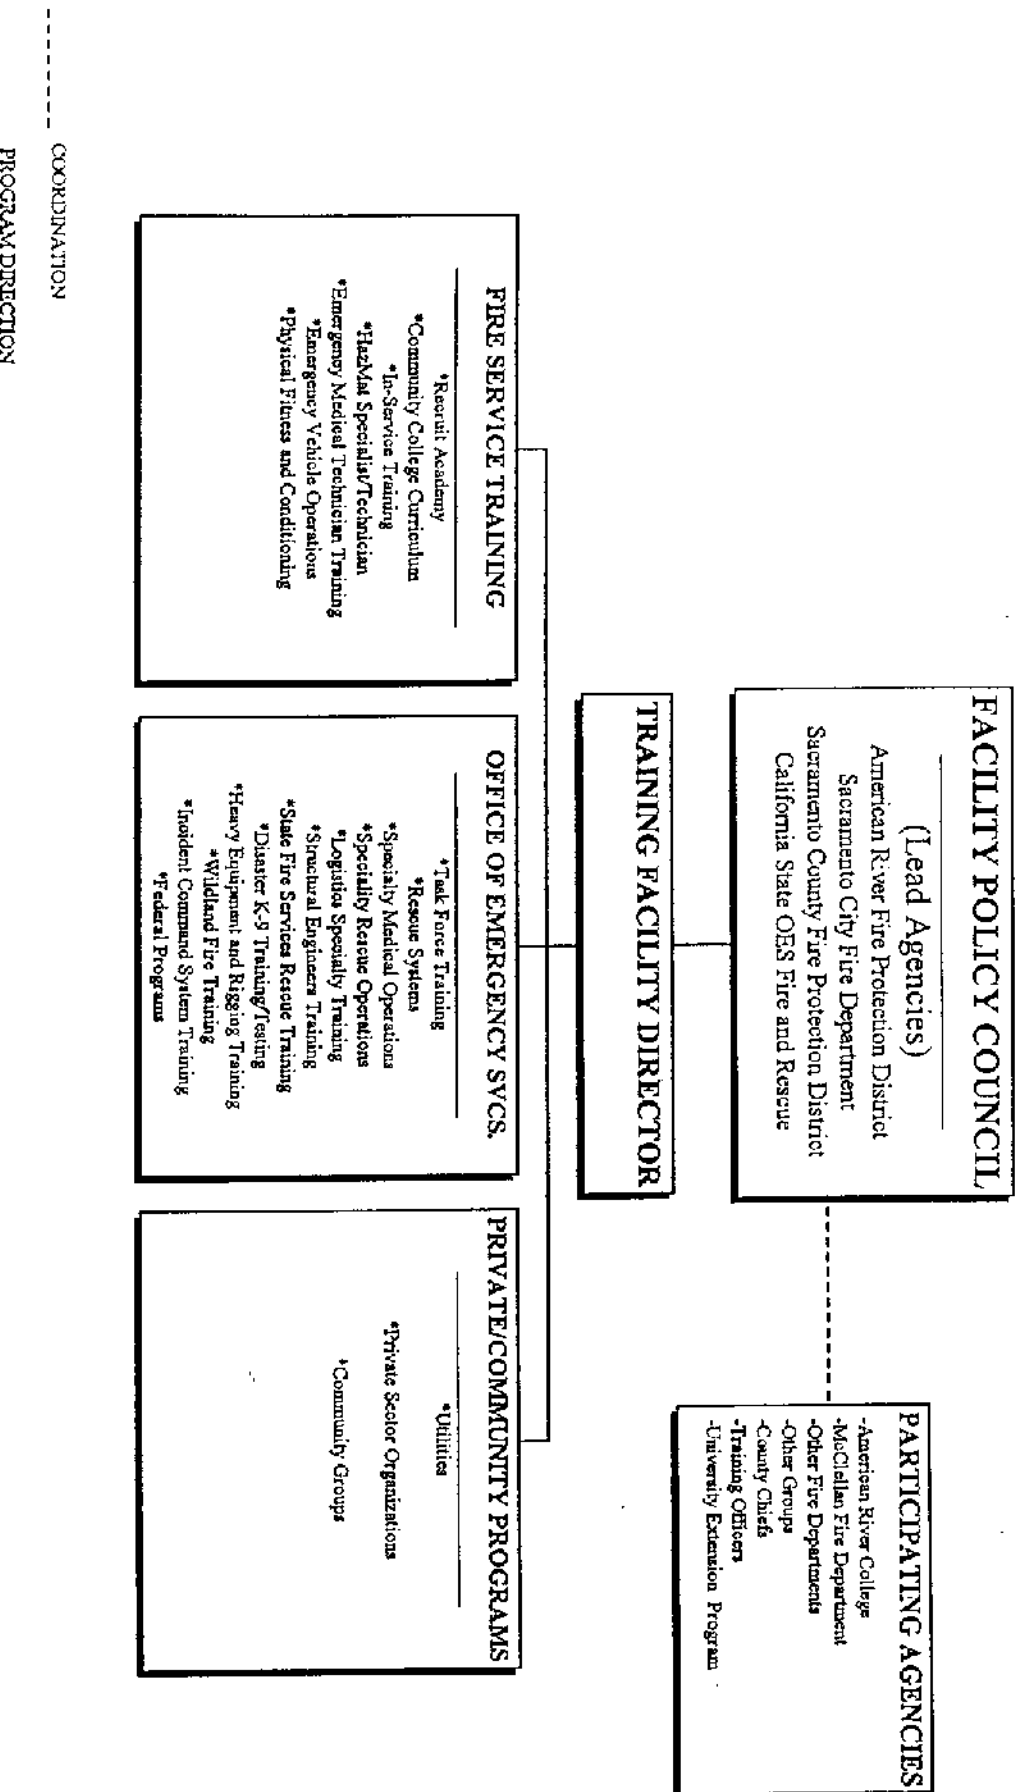 FACILITY POLICY COUNCIL
(Lead Agencies)
American River Fire Protection District
Sacramento City Fire Department
Sacramento County Fire Protection District
California State OES Fire and Rescue
PARTICIPATING AGENCIES
-American River College
-McClellan Fire Department
-Other Fire Departments
-Other Groups
-County Chiefs
-Training Officers
-University Extension Program
TRAINING FACILITY DIRECTOR
FIRE SERVICE TRAINING
*Recruit Academy
*Community College Curriculum
*In-Service Training
*HazMat Specialist/Technician
*Emergency Medical Technician Training
*Emergency Vehicle Operations
*Physical Fitness and Conditioning
OFFICE OF EMERGENCY SVCS.
*Task Force Training
*Rescue Systems
*Specialty Medical Operations
*Speciality Rescue Operations
*Logistics Specialty Training
*Structural Engineers Training
*State Fire Services Rescue Training
*Disaster K-9 Training/Testing
*Heavy Equipment and Rigging Training
*Wildland Fire Training
*Incident Command System Training
*Federal Programs
PRIVATE/COMMUNITY PROGRAMS
*Utilities
*Private Sector Organizations
*Community Groups
COORDINATION
PROGRAM DIRECTION